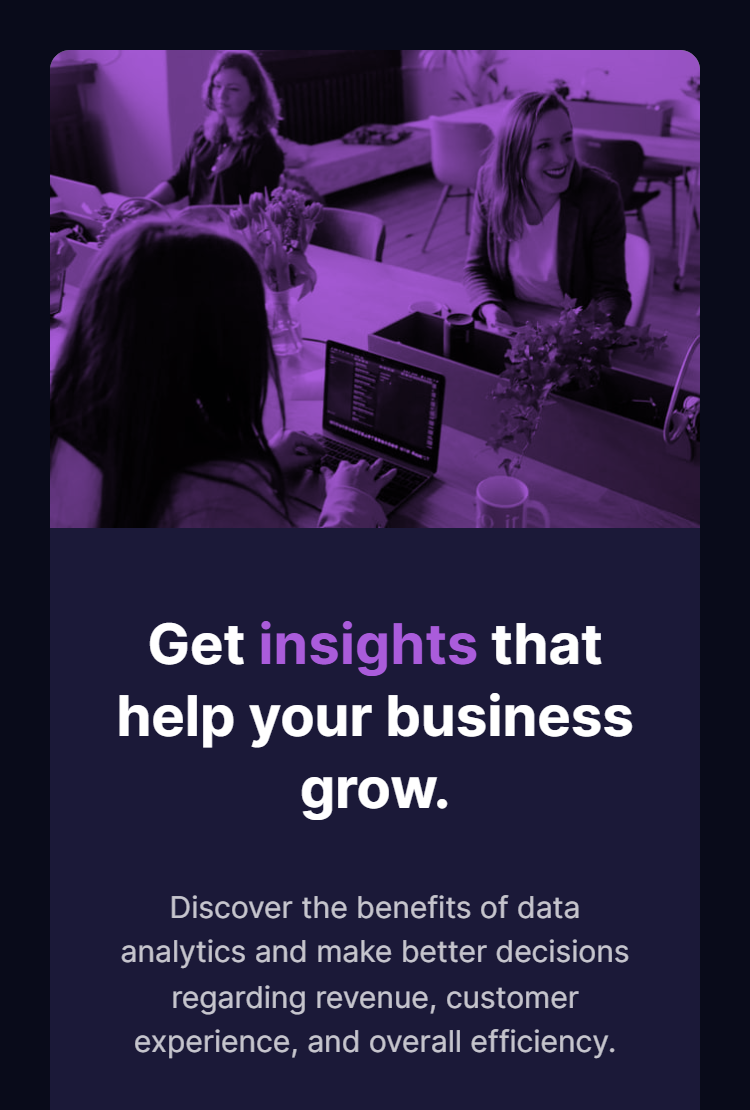 Get insights that
help your business
grow.
Discover the benefits of data
analytics and make better decisions
regarding revenue, customer
experience, and overall efficiency.